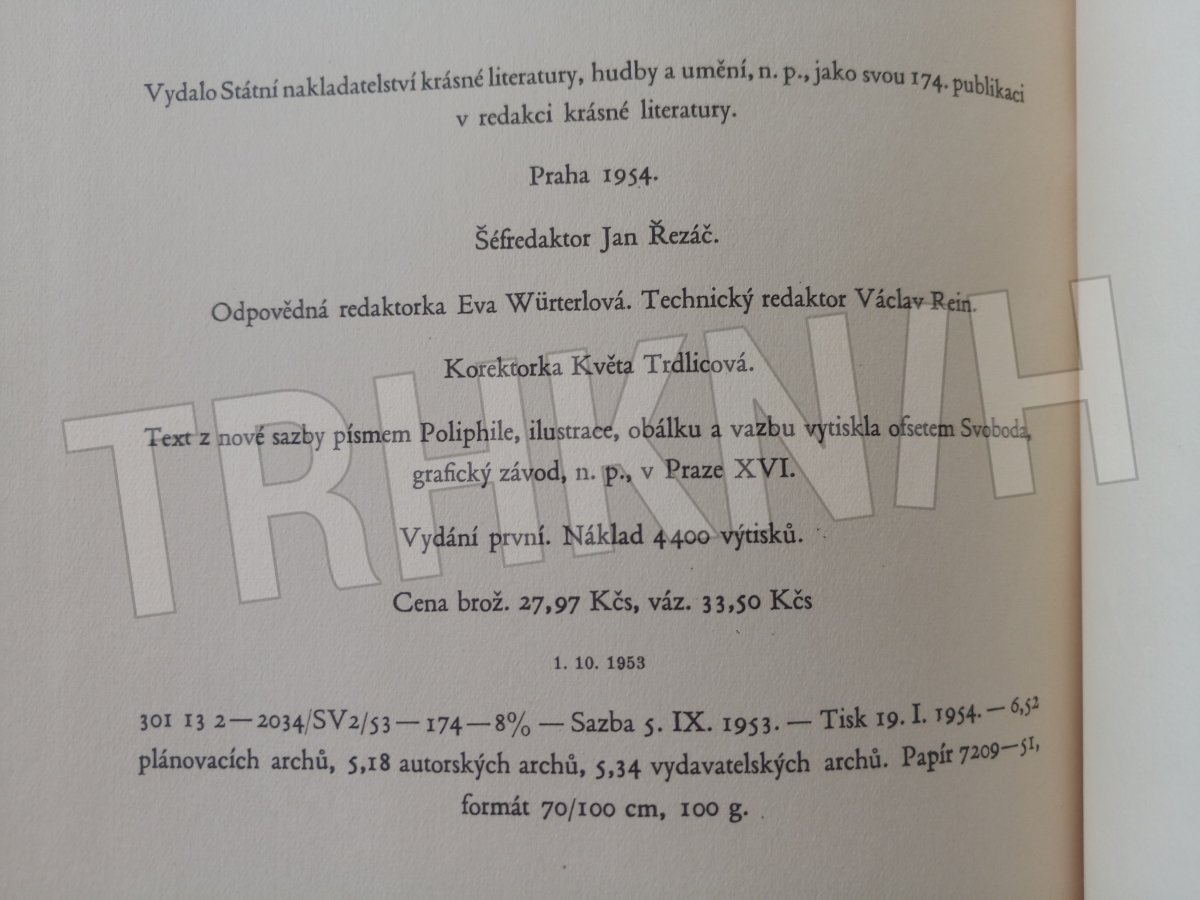 Vydalo Státní nakladatelství krásné literatury, hudby a umění, n. p., jako svou 174. publikaci
v redakci krásné literatury.
Praha 1954.
Šéfredaktor Jan Řezáč.
Odpovědná redaktorka Eva Würterlová. Technický redaktor Václav Rein.
Korektorka Květa Trdlicová.
Text z nové sazby písmem Poliphile, ilustrace, obálku a vazbu vytiskla ofsetem Svoboda,
grafický závod, n. p., v Praze XVI.
Vydání první. Náklad 4400 výtisků.
Cena brož. 27,97 Kčs, váz. 33,50 Kčs
1. 10. 1953
301 13 2—2034/SV2/53—174—8% — Sazba 5. IX. 1953. — Tisk 19. I. 1954. — 6,52
plánovacích archů, 5,18 autorských archů, 5,34 vydavatelských archů. Papír 7209—51,
formát 70/100 cm, 100 g.
TRHKNIH